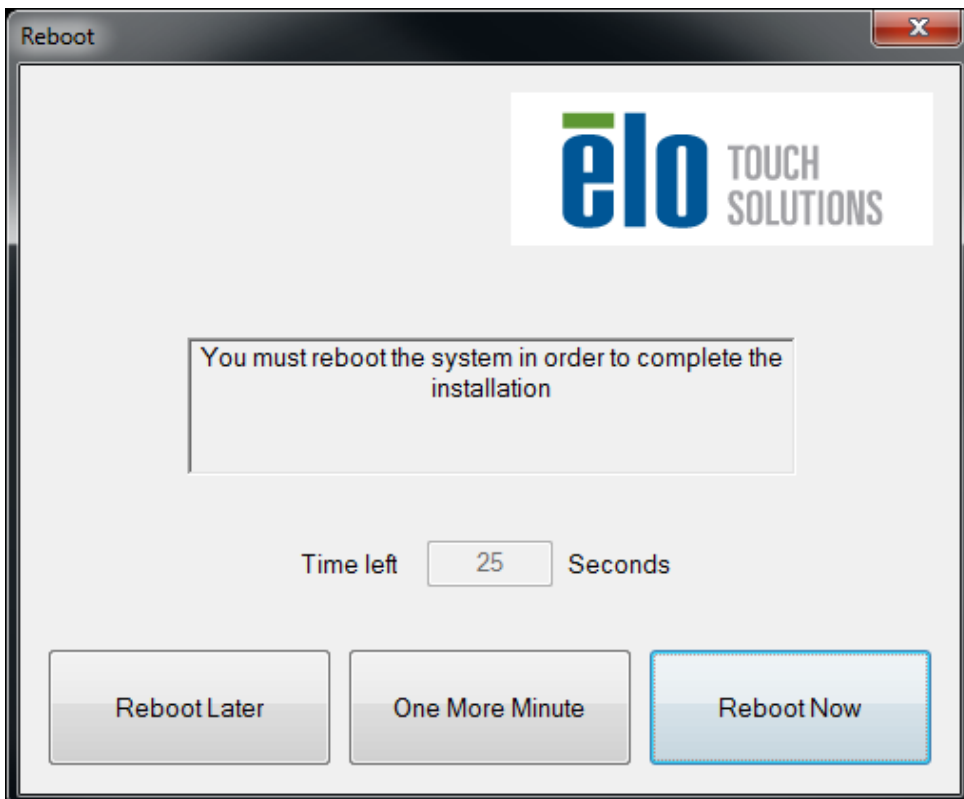 Reboot
ēlo TOUCH
SOLUTIONS
You must reboot the system in order to complete the
installation
Time left 25 Seconds
Reboot Later One More Minute Reboot Now